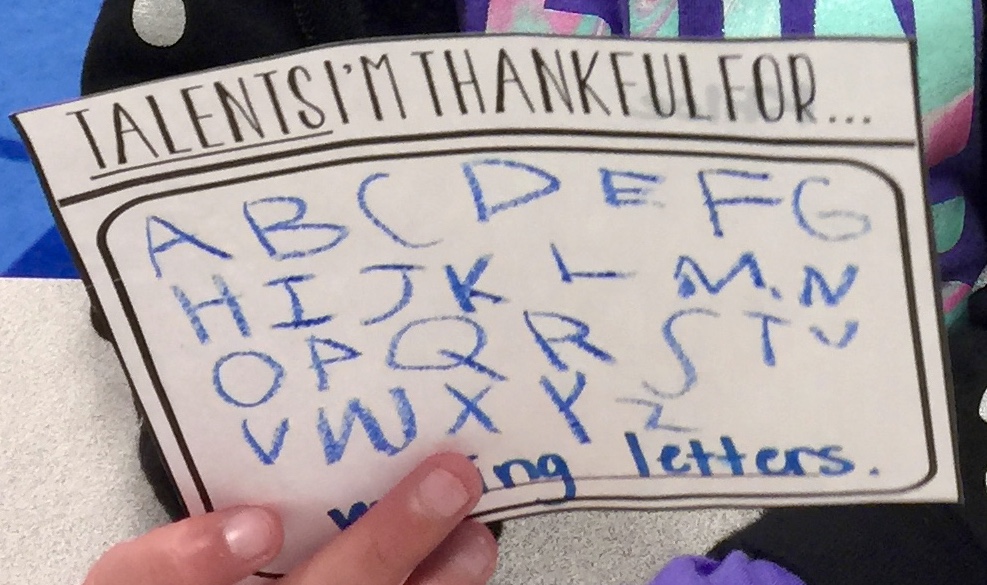 TALENTS I'M THANKFUL FOR...
A B C D E F G
H I J K L M. N
O P Q R S T U
V W X Y Z
letters.